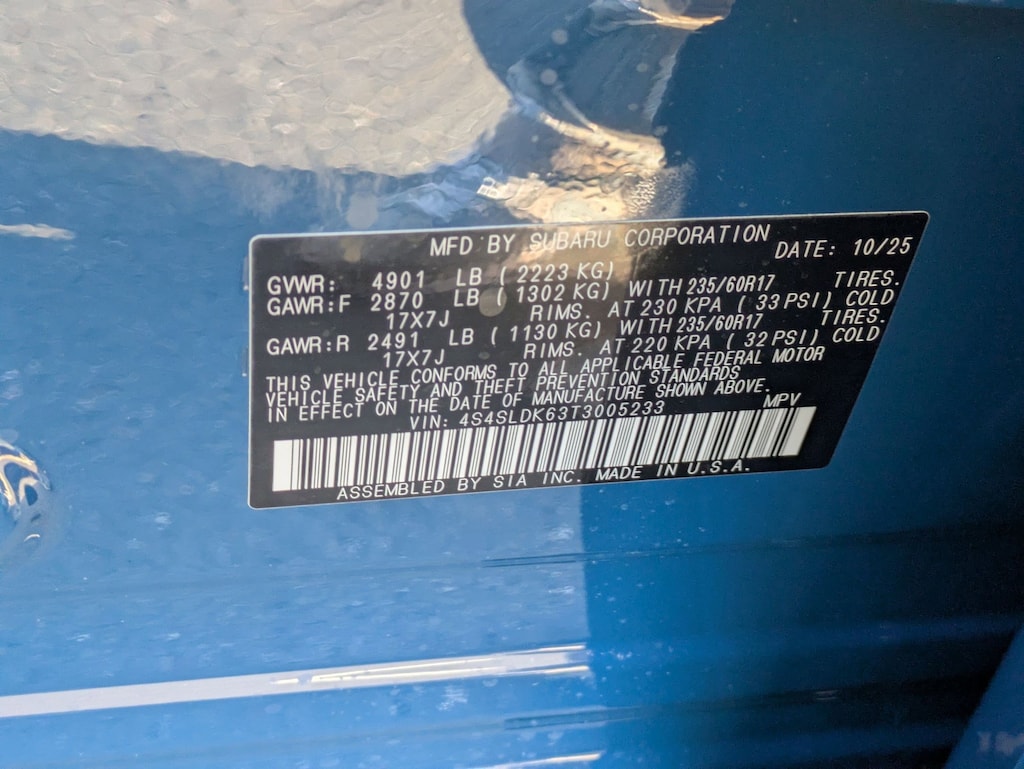 MFD BY SUBARU CORPORATION
DATE: 10/25
GVWR: 4901 LB ( 2223 KG)
GAWR:F 2870 LB ( 1302 KG) WITH 235/60R17 TIRES.
17X7J RIMS. AT 230 KPA ( 33 PSI) COLD
GAWR:R 2491 LB ( 1130 KG) WITH 235/60R17 TIRES.
17X7J RIMS. AT 220 KPA ( 32 PSI) COLD
THIS VEHICLE CONFORMS TO ALL APPLICABLE FEDERAL MOTOR
VEHICLE SAFETY AND THEFT PREVENTION STANDARDS
IN EFFECT ON THE DATE OF MANUFACTURE SHOWN ABOVE.
VIN: 4S4SLDK63T3005233 MPV
ASSEMBLED BY SIA INC. MADE IN U.S.A.